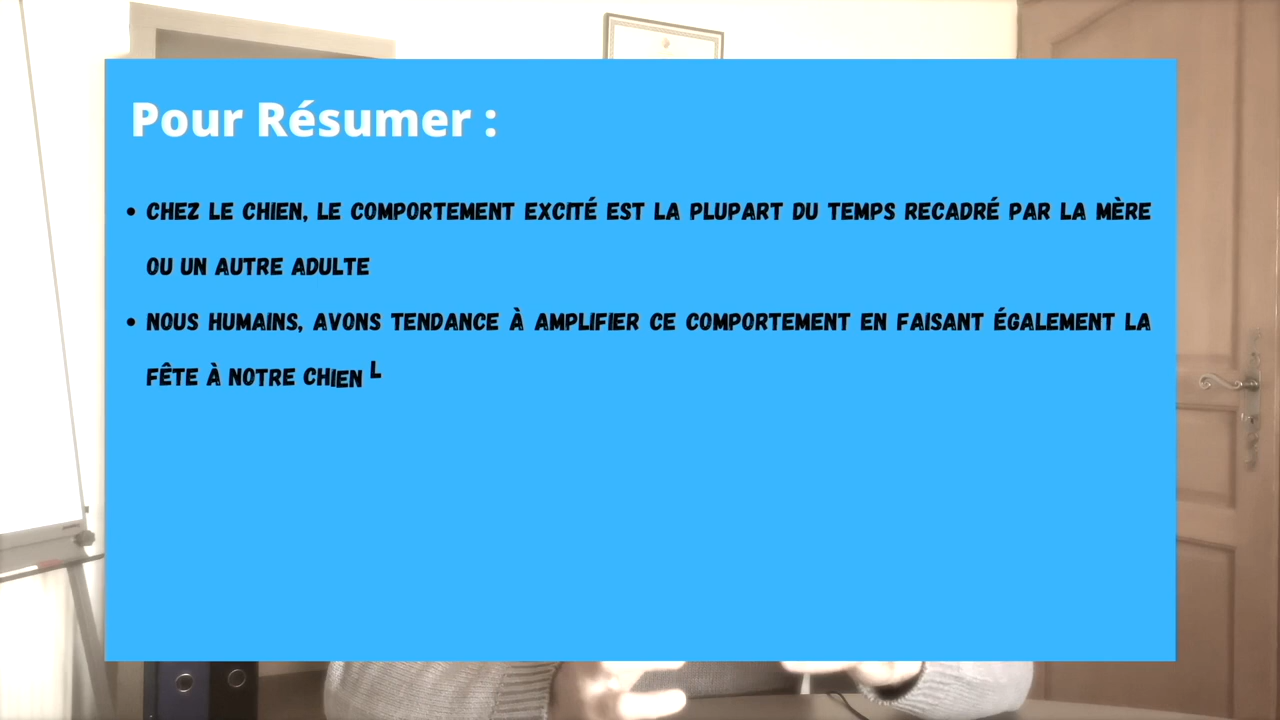 Pour Résumer :
• CHEZ LE CHIEN, LE COMPORTEMENT EXCITÉ EST LA PLUPART DU TEMPS RECADRÉ PAR LA MÈRE
OU UN AUTRE ADULTE
• NOUS HUMAINS, AVONS TENDANCE À AMPLIFIER CE COMPORTEMENT EN FAISANT ÉGALEMENT LA
FÊTE À NOTRE CHIEN L